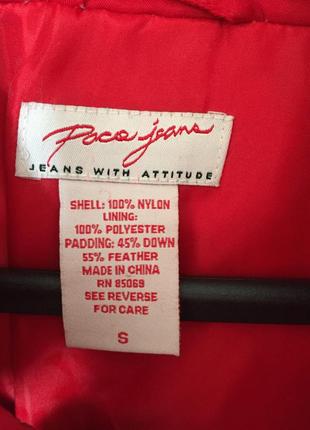 Paco jeans
JEANS WITH ATTITUDE
SHELL: 100% NYLON
LINING:
100% POLYESTER
PADDING: 45% DOWN
55% FEATHER
MADE IN CHINA
RN 85069
SEE REVERSE
FOR CARE
S